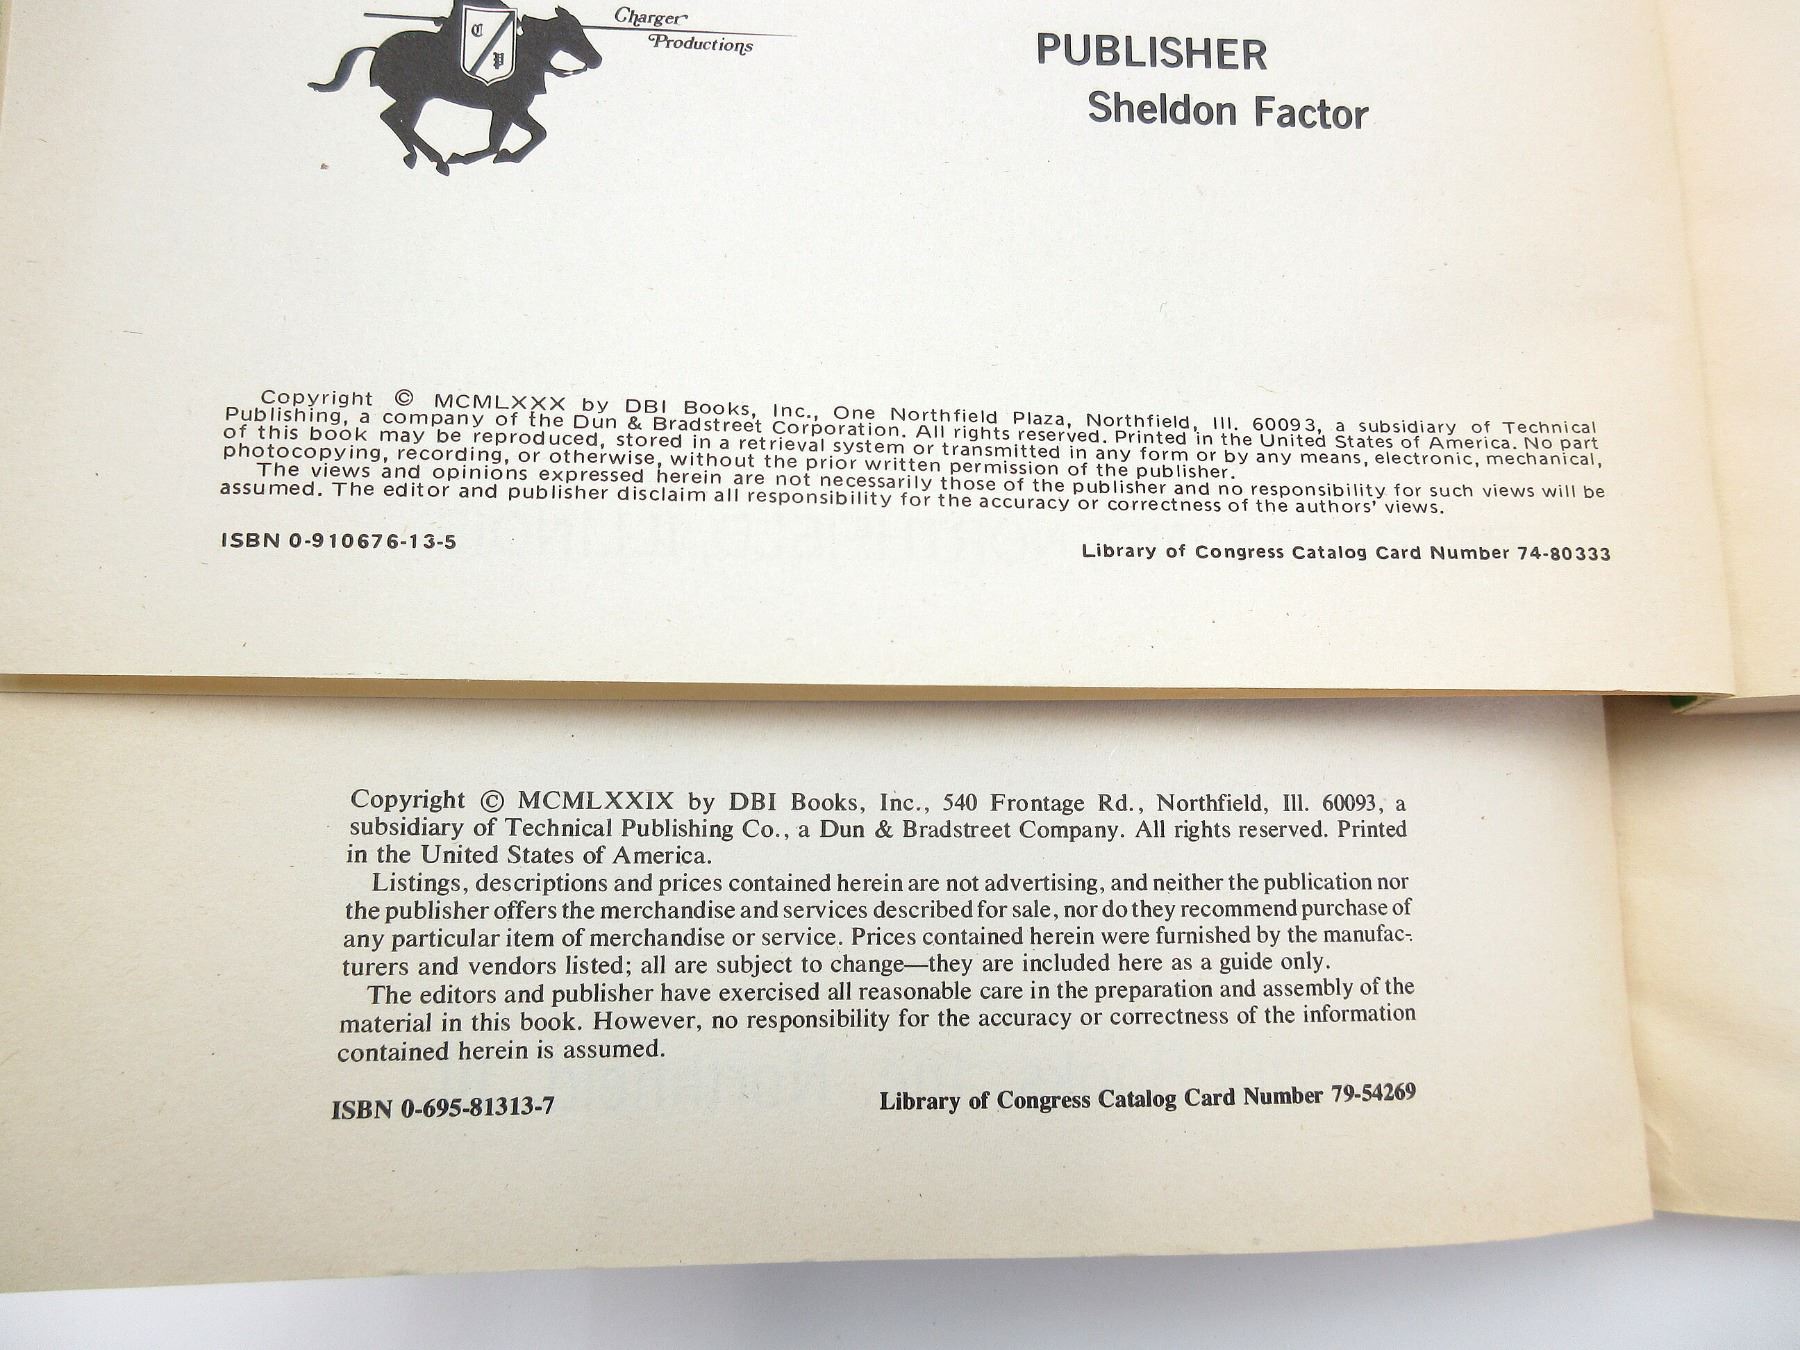 Charger
Productions
C
P
PUBLISHER
Sheldon Factor
Copyright © MCMLXXX by DBI Books, Inc., One Northfield Plaza, Northfield, Ill. 60093, a subsidiary of Technical
Publishing, a company of the Dun & Bradstreet Corporation. All rights reserved. Printed in the United States of America. No part
of this book may be reproduced, stored in a retrieval system or transmitted in any form or by any means, electronic, mechanical,
photocopying, recording, or otherwise, without the prior written permission of the publisher.
The views and opinions expressed herein are not necessarily those of the publisher and no responsibility for such views will be
assumed. The editor and publisher disclaim all responsibility for the accuracy or correctness of the authors' views.
ISBN 0-910676-13-5
Library of Congress Catalog Card Number 74-80333
Copyright © MCMLXXIX by DBI Books, Inc., 540 Frontage Rd., Northfield, Ill. 60093, a
subsidiary of Technical Publishing Co., a Dun & Bradstreet Company. All rights reserved. Printed
in the United States of America.
Listings, descriptions and prices contained herein are not advertising, and neither the publication nor
the publisher offers the merchandise and services described for sale, nor do they recommend purchase of
any particular item of merchandise or service. Prices contained herein were furnished by the manufac-
turers and vendors listed; all are subject to change—they are included here as a guide only.
The editors and publisher have exercised all reasonable care in the preparation and assembly of the
material in this book. However, no responsibility for the accuracy or correctness of the information
contained herein is assumed.
ISBN 0-695-81313-7
Library of Congress Catalog Card Number 79-54269